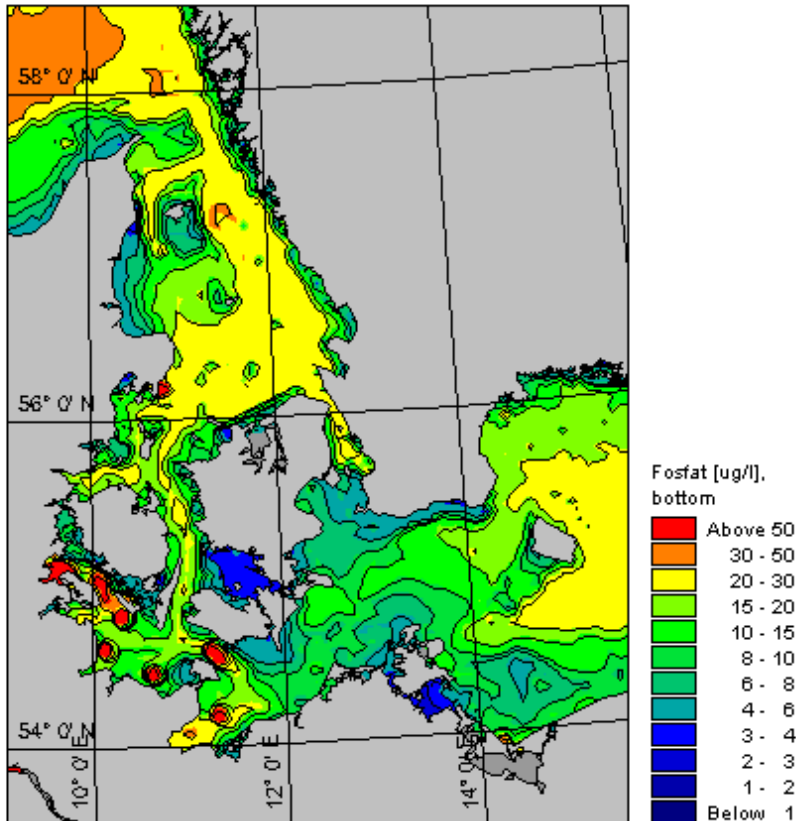 58° 0' N
56° 0' N
54° 0' N
10° 0' E
12° 0' E
14° 0' E
Fosfat [ug/l],
bottom
Above 50
30 - 50
20 - 30
15 - 20
10 - 15
8 - 10
6 - 8
4 - 6
3 - 4
2 - 3
1 - 2
Below 1